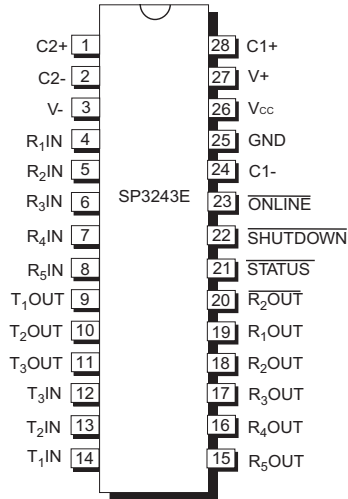 C2+ 1 28 C1+
C2- 2 27 V+
V- 3 26 Vcc
R1IN 4 25 GND
R2IN 5 24 C1-
R3IN 6 SP3243E 23 ONLINE
R4IN 7 22 SHUTDOWN
R5IN 8 21 STATUS
T1OUT 9 20 R2OUT
T2OUT 10 19 R1OUT
T3OUT 11 18 R2OUT
T3IN 12 17 R3OUT
T2IN 13 16 R4OUT
T1IN 14 15 R5OUT